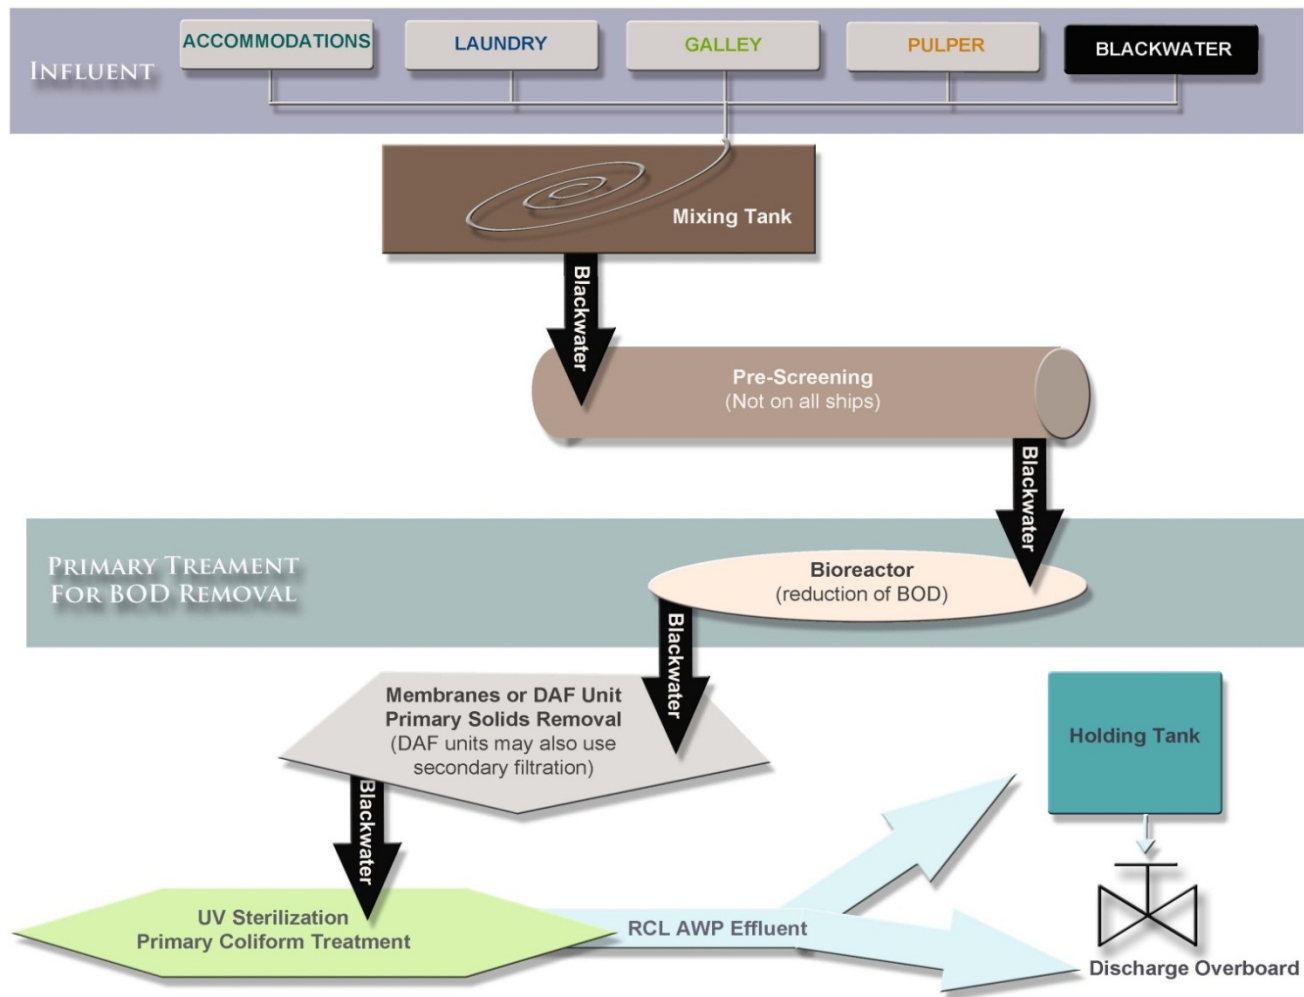 INFLUENT
ACCOMMODATIONS
LAUNDRY
GALLEY
PULPER
BLACKWATER
Mixing Tank
Blackwater
Pre-Screening
(Not on all ships)
Blackwater
PRIMARY TREAMENT
FOR BOD REMOVAL
Bioreactor
(reduction of BOD)
Blackwater
Membranes or DAF Unit
Primary Solids Removal
(DAF units may also use
secondary filtration)
Holding Tank
Blackwater
UV Sterilization
Primary Coliform Treatment
RCL AWP Effluent
Discharge Overboard